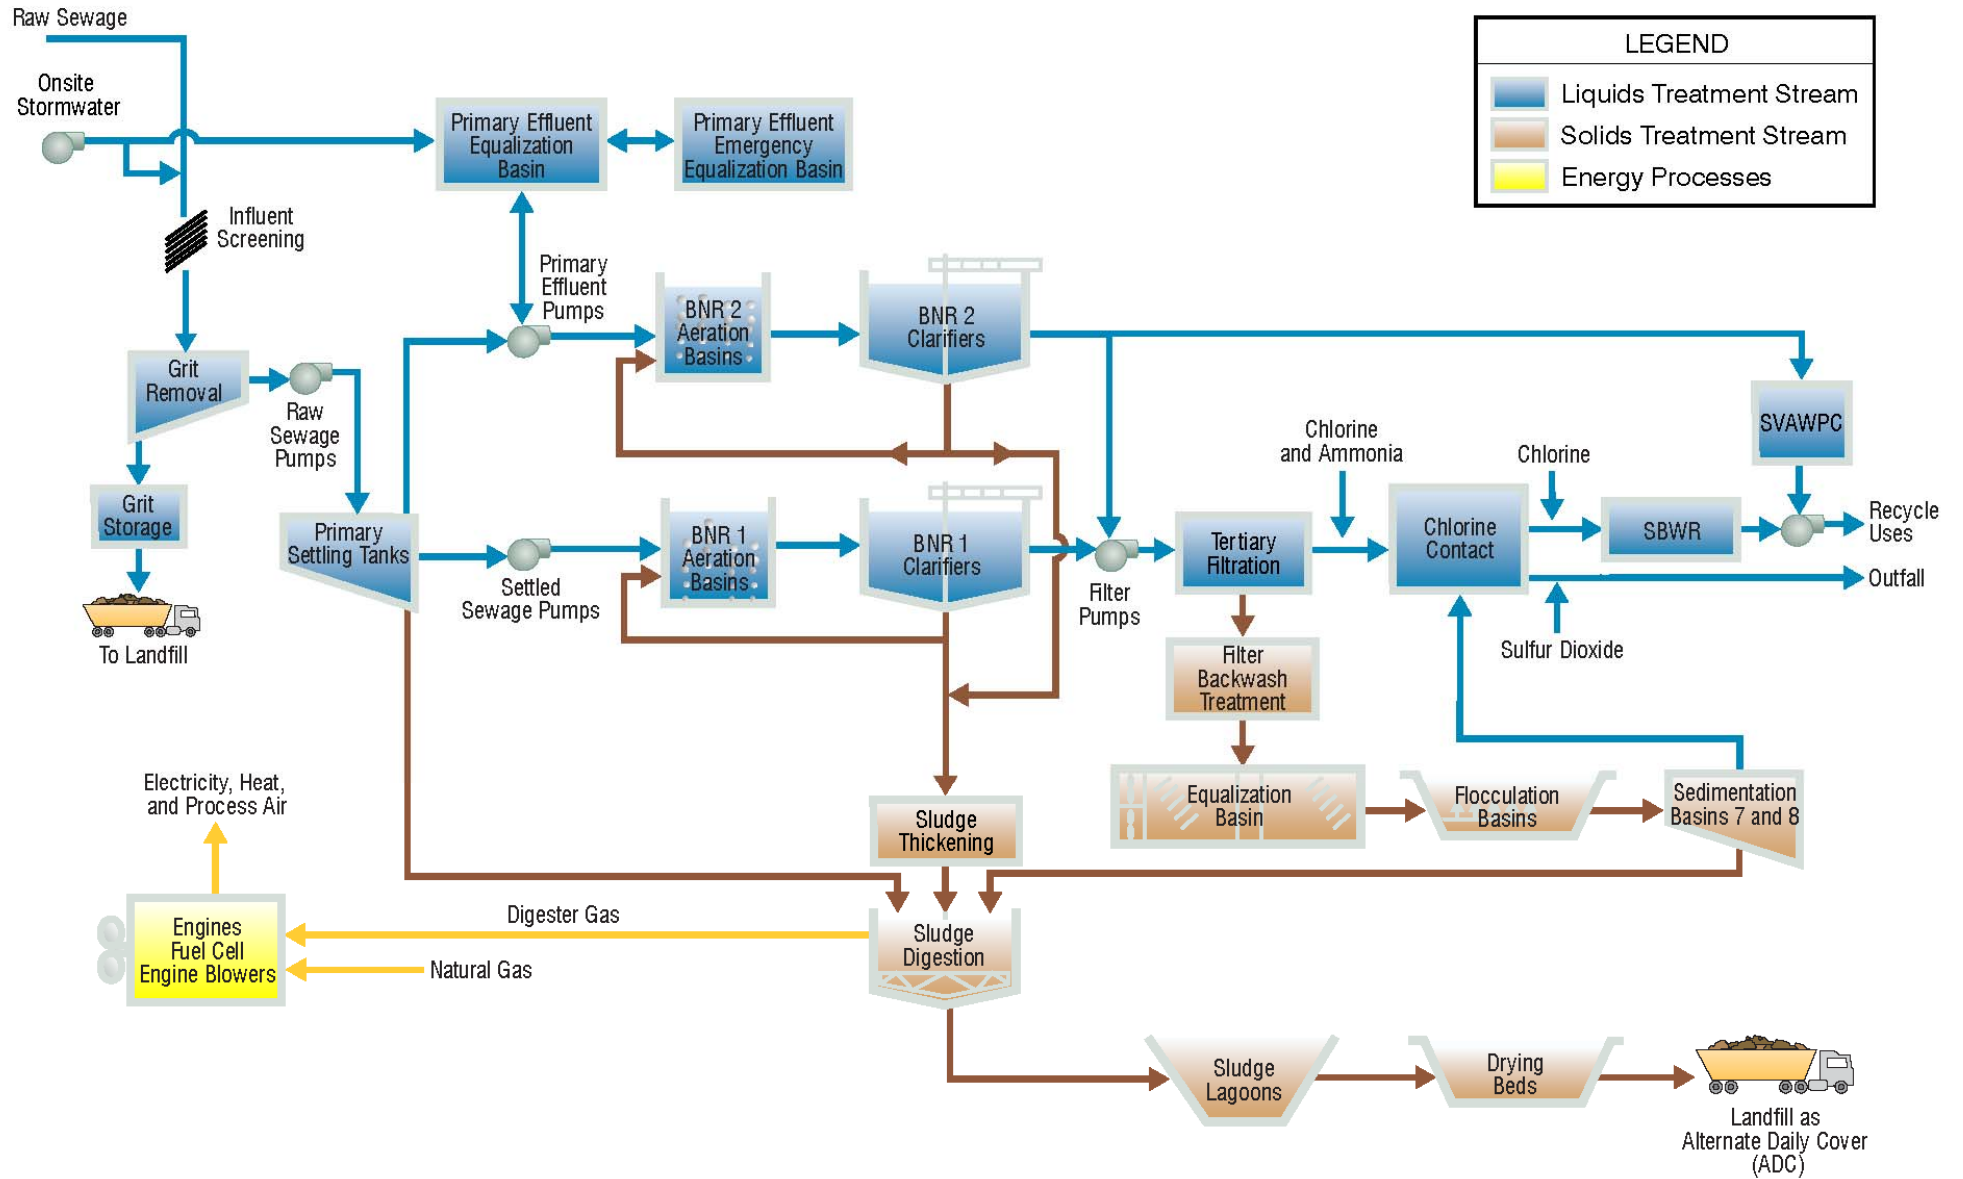 Raw Sewage
Onsite
Stormwater
Influent
Screening
Primary Effluent
Equalization
Basin
Primary Effluent
Emergency
Equalization Basin
LEGEND
Liquids Treatment Stream
Solids Treatment Stream
Energy Processes
Primary
Effluent
Pumps
BNR 2
Aeration
Basins
BNR 2
Clarifiers
Grit
Removal
Raw
Sewage
Pumps
Grit
Storage
To Landfill
Primary
Settling Tanks
Settled
Sewage Pumps
BNR 1
Aeration
Basins
BNR 1
Clarifiers
Filter
Pumps
Tertiary
Filtration
Chlorine
and Ammonia
Chlorine
Contact
Chlorine
SBWR
SVAWPC
Recycle
Uses
Outfall
Sulfur Dioxide
Filter
Backwash
Treatment
Equalization
Basin
Flocculation
Basins
Sedimentation
Basins 7 and 8
Sludge
Thickening
Electricity, Heat,
and Process Air
Engines
Fuel Cell
Engine Blowers
Digester Gas
Natural Gas
Sludge
Digestion
Sludge
Lagoons
Drying
Beds
Landfill as
Alternate Daily Cover
(ADC)